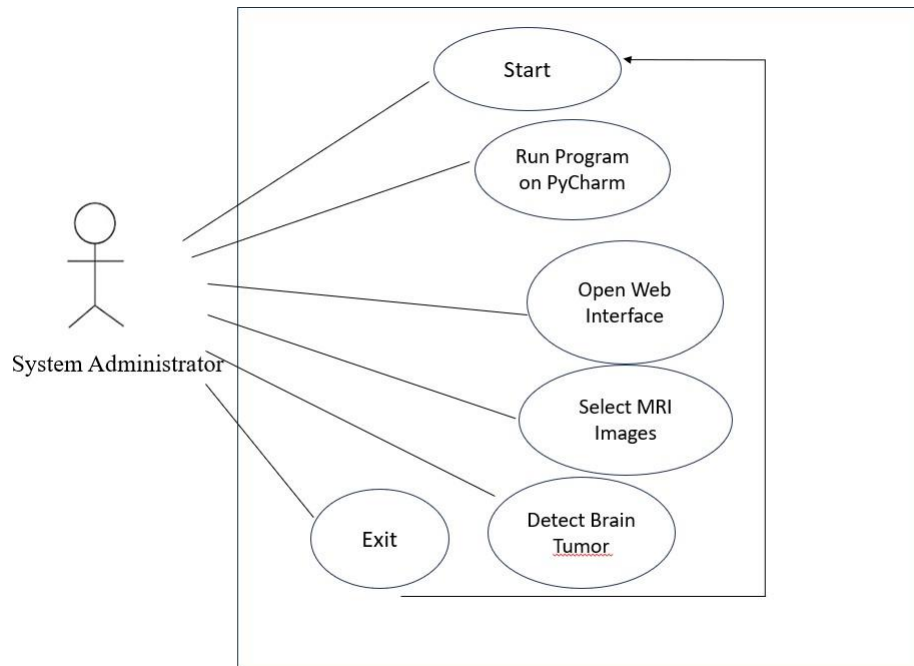 Start
Run Program
on PyCharm
Open Web
Interface
System Administrator
Select MRI
Images
Detect Brain
Tumor
Exit